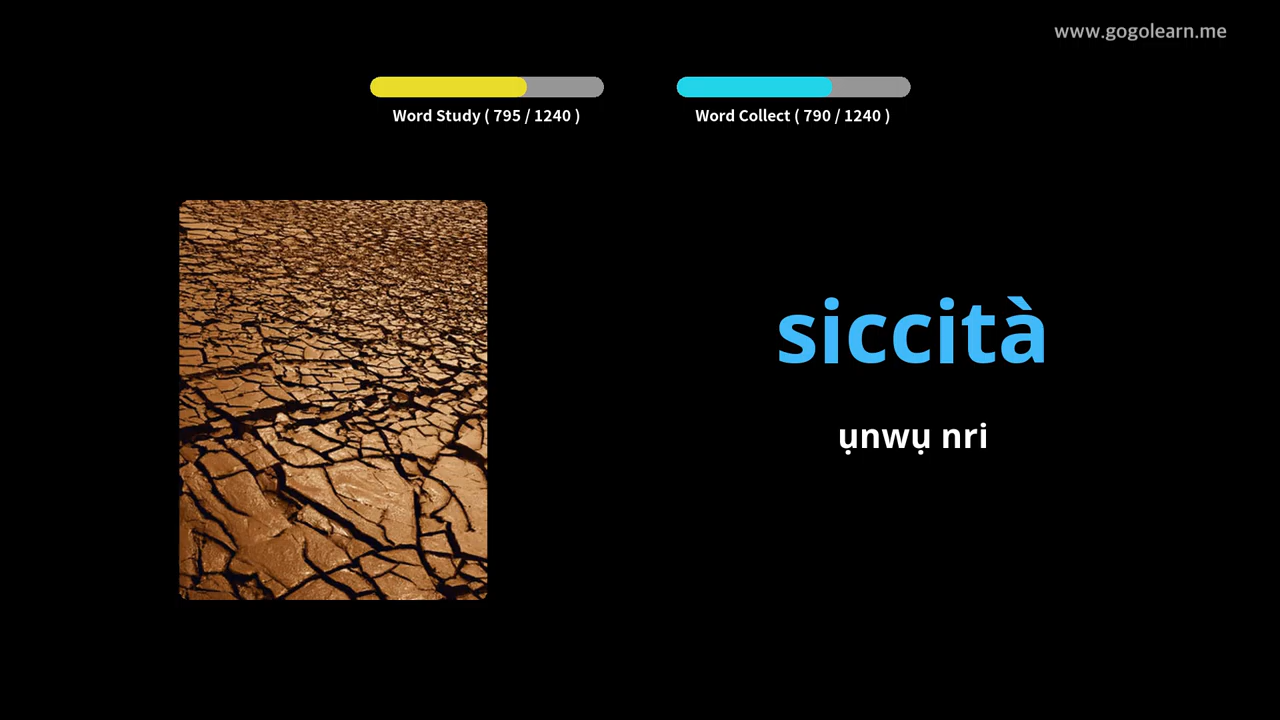 www.gogolearn.me
Word Study ( 795 / 1240 )
Word Collect ( 790 / 1240 )
siccità
ụnwụ nri